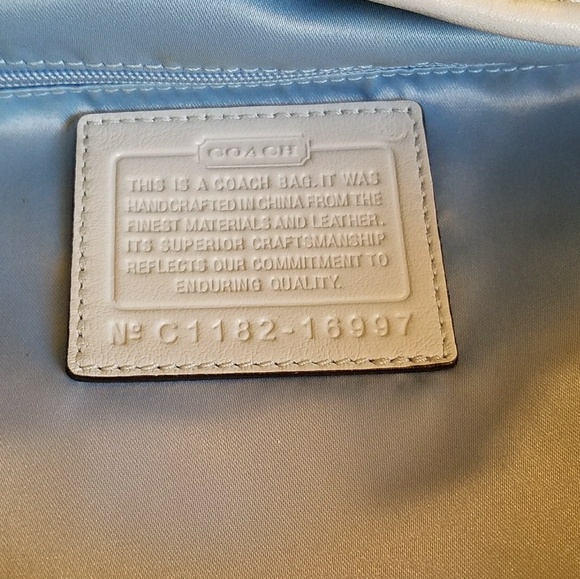 COACH
THIS IS A COACH BAG. IT WAS
HANDCRAFTED IN CHINA FROM THE
FINEST MATERIALS AND LEATHER.
ITS SUPERIOR CRAFTSMANSHIP
REFLECTS OUR COMMITMENT TO
ENDURING QUALITY.
Nº C1182-16997